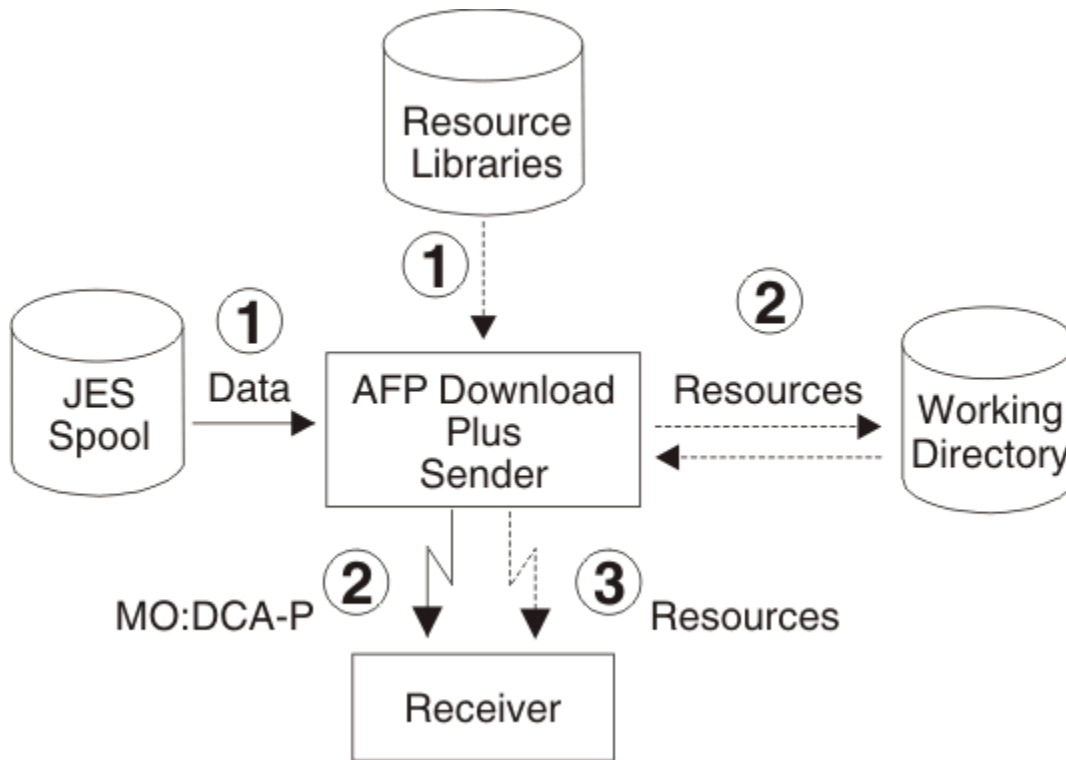 Resource
Libraries
1
1
2
JES
Spool
Data
AFP Download
Plus
Sender
Resources
Working
Directory
MO:DCA-P
2
3
Resources
Receiver